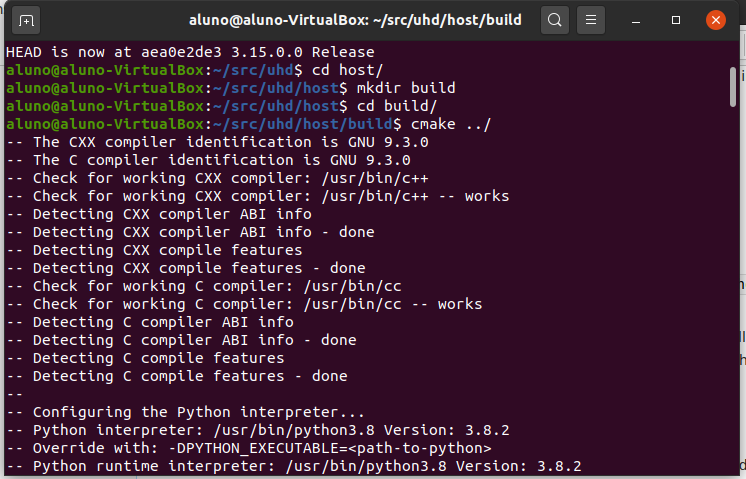 aluno@aluno-VirtualBox: ~/src/uhd/host/build
HEAD is now at aea0e2de3 3.15.0.0 Release
aluno@aluno-VirtualBox:~/src/uhd$ cd host/
aluno@aluno-VirtualBox:~/src/uhd/host$ mkdir build
aluno@aluno-VirtualBox:~/src/uhd/host$ cd build/
aluno@aluno-VirtualBox:~/src/uhd/host/build$ cmake ../
-- The CXX compiler identification is GNU 9.3.0
-- The C compiler identification is GNU 9.3.0
-- Check for working CXX compiler: /usr/bin/c++
-- Check for working CXX compiler: /usr/bin/c++ -- works
-- Detecting CXX compiler ABI info
-- Detecting CXX compiler ABI info - done
-- Detecting CXX compile features
-- Detecting CXX compile features - done
-- Check for working C compiler: /usr/bin/cc
-- Check for working C compiler: /usr/bin/cc -- works
-- Detecting C compiler ABI info
-- Detecting C compiler ABI info - done
-- Detecting C compile features
-- Detecting C compile features - done
--
-- Configuring the Python interpreter...
-- Python interpreter: /usr/bin/python3.8 Version: 3.8.2
-- Override with: -DPYTHON_EXECUTABLE=<path-to-python>
-- Python runtime interpreter: /usr/bin/python3.8 Version: 3.8.2